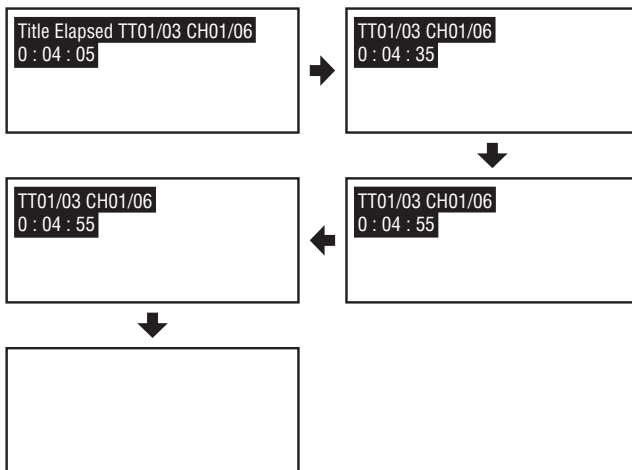 Title Elapsed TT01/03 CH01/06
0 : 04 : 05
TT01/03 CH01/06
0 : 04 : 35
TT01/03 CH01/06
0 : 04 : 55
TT01/03 CH01/06
0 : 04 : 55